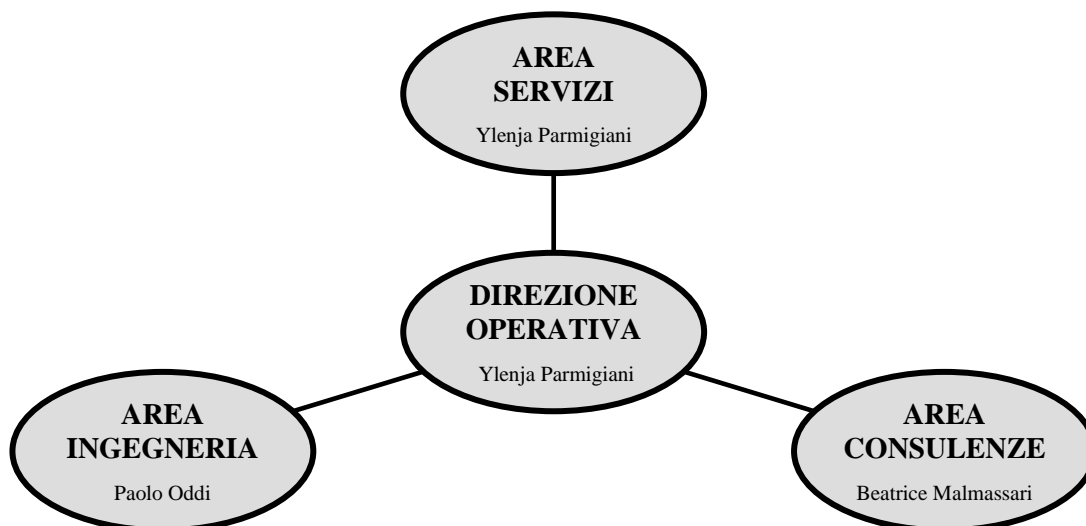 AREA
SERVIZI
Ylenja Parmigiani
DIREZIONE
OPERATIVA
Ylenja Parmigiani
AREA
INGEGNERIA
Paolo Oddi
AREA
CONSULENZE
Beatrice Malmassari